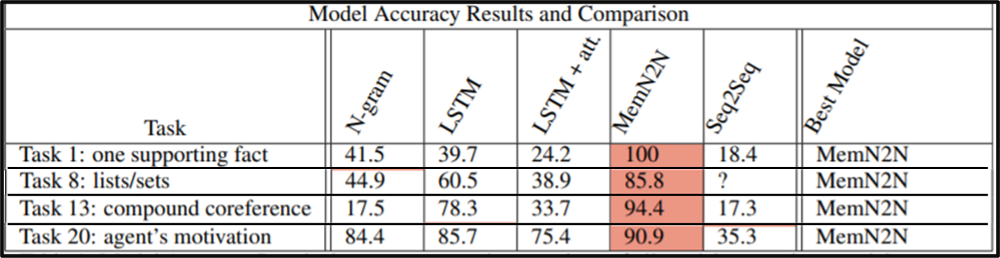 Model Accuracy Results and Comparison
Task N-gram LSTM LSTM + att. MemN2N Seq2Seq Best Model
Task 1: one supporting fact 41.5 39.7 24.2 100 18.4 MemN2N
Task 8: lists/sets 44.9 60.5 38.9 85.8 ? MemN2N
Task 13: compound coreference 17.5 78.3 33.7 94.4 17.3 MemN2N
Task 20: agent's motivation 84.4 85.7 75.4 90.9 35.3 MemN2N